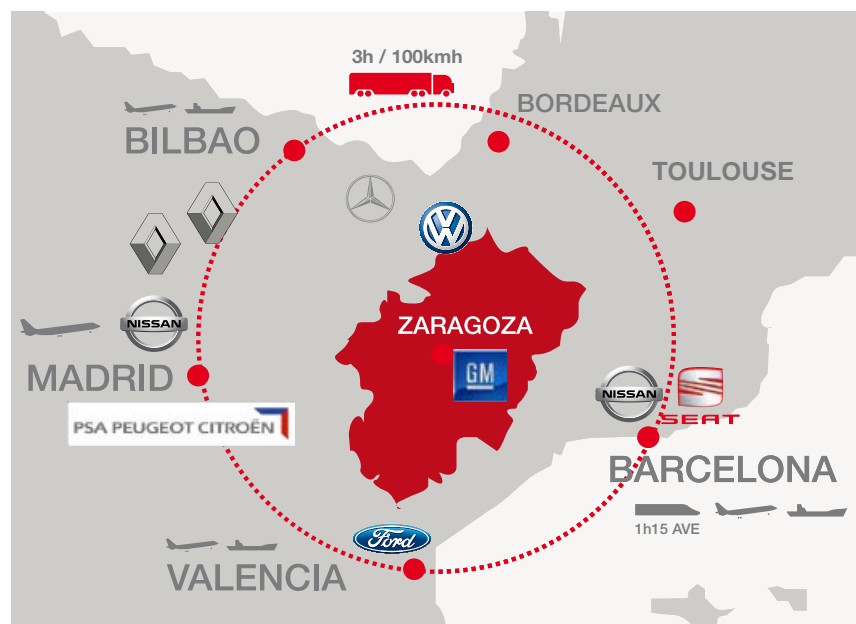 3h / 100kmh
BORDEAUX
BILBAO
TOULOUSE
VW
ZARAGOZA
NISSAN
GM
MADRID
NISSAN
SEAT
PSA PEUGEOT CITROËN
BARCELONA
1h15 AVE
Ford
VALENCIA